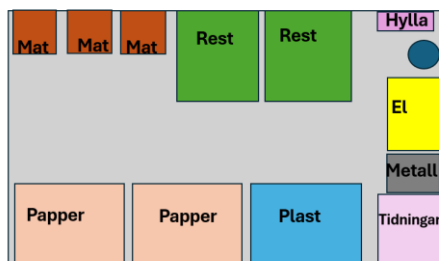 Mat
Mat
Mat
Rest
Rest
Hylla
El
Metall
Papper
Papper
Plast
Tidningar